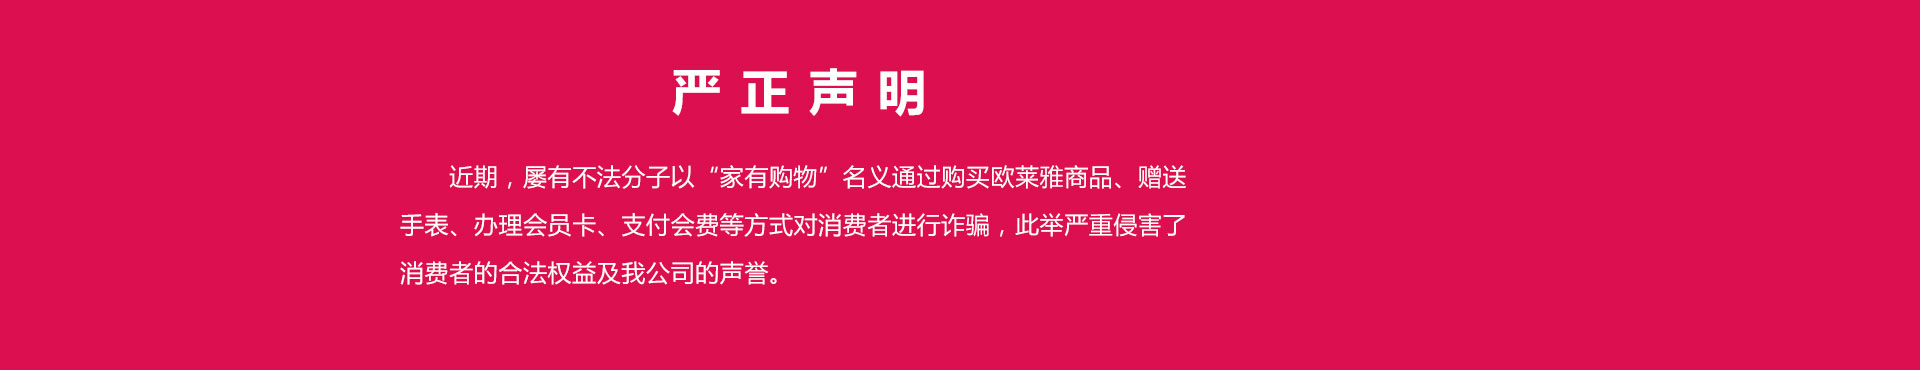 严正声明
近期，屡有不法分子以“家有购物”名义通过购买欧莱雅商品、赠送
手表、办理会员卡、支付会费等方式对消费者进行诈骗，此举严重侵害了
消费者的合法权益及我公司的声誉。